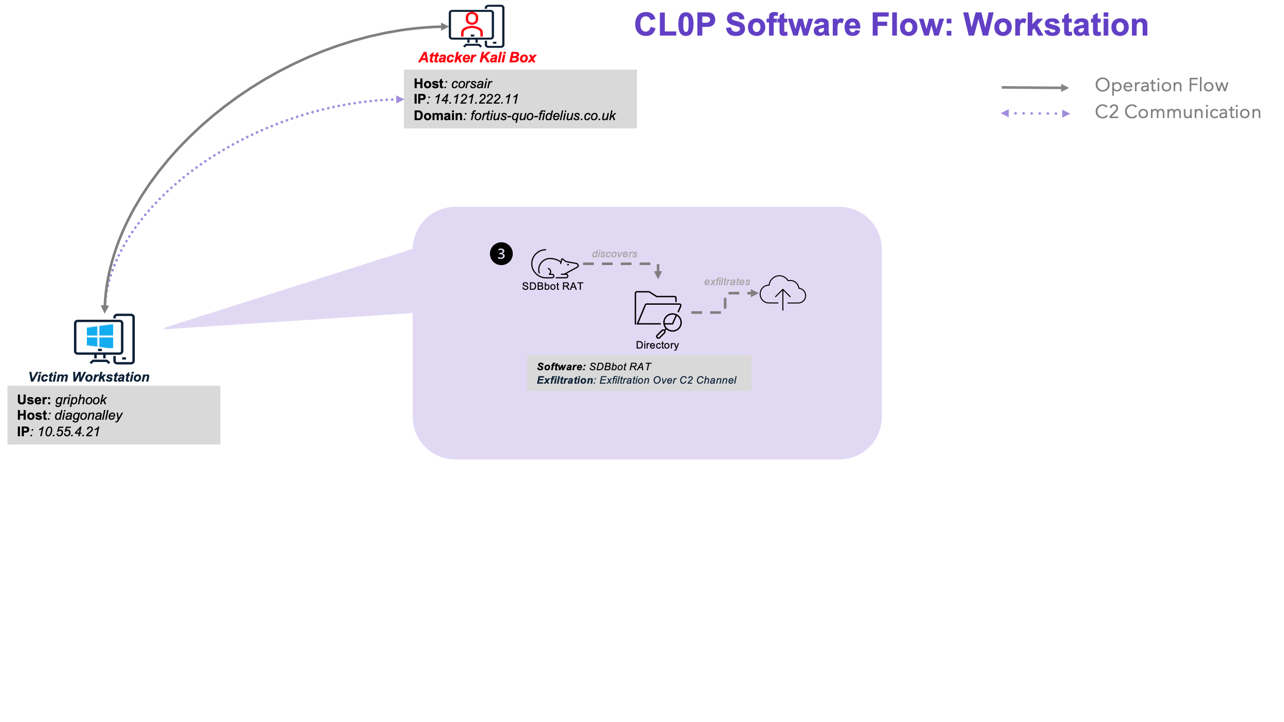 CL0P Software Flow: Workstation
Attacker Kali Box
Host: corsair
IP: 14.121.222.11
Domain: fortius-quo-fidelius.co.uk
Operation Flow
C2 Communication
3
discovers
SDBbot RAT
exfiltrates
Directory
Software: SDBbot RAT
Exfiltration: Exfiltration Over C2 Channel
Victim Workstation
User: griphook
Host: diagonalley
IP: 10.55.4.21